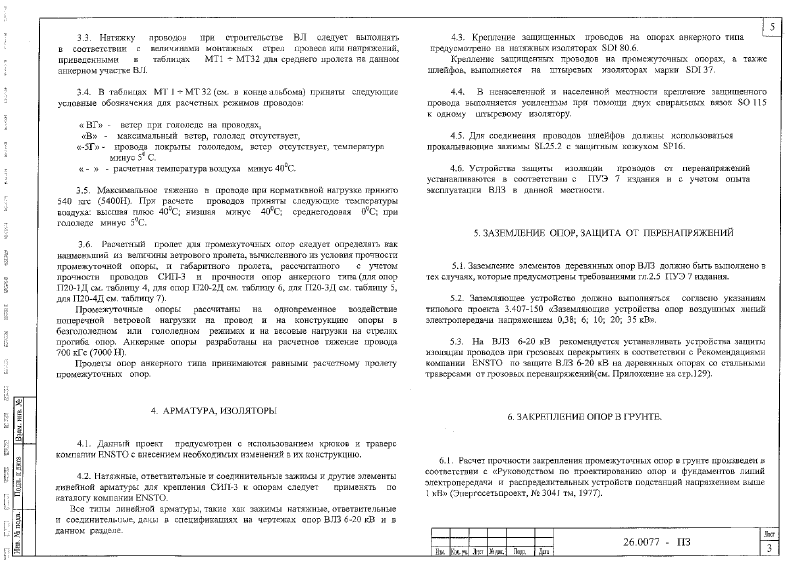 5
3.3. Натяжку проводов при строительстве ВЛ следует выполнять
в соответствии с величинами монтажных стрел провеса или напряжений,
приведенными в таблицах МТ1 ÷ МТ32 для среднего пролета на данном
анкерном участке ВЛ.
3.4. В таблицах МТ 1 ÷ МТ 32 (см. в конце альбома) приняты следующие
условные обозначения для расчетных режимов проводов:
« ВГ» - ветер при гололеде на проводах,
«В» - максимальный ветер, гололед отсутствует,
«-5Г» - провода покрыты гололедом, ветер отсутствует, температура
минус 5⁰ С.
« - » - расчетная температура воздуха минус 40⁰С.
3.5. Максимальное тяжение в проводе при нормативной нагрузке принято
540 кгс (5400Н). При расчете проводов приняты следующие температуры
воздуха: высшая плюс 40⁰С; низшая минус 40⁰С; среднегодовая 0⁰С; при
гололеде минус 5⁰С.
3.6. Расчетный пролет для промежуточных опор следует определять как
наименьший из величины ветрового пролета, вычисленного из условия прочности
промежуточной опоры, и габаритного пролета, рассчитанного с учетом
прочности проводов СИП-3 и прочности опор анкерного типа (для опор
П20-1Д см. таблицу 4, для опор П20-2Д см. таблицу 6, для П20-3Д см. таблицу 5,
для П20-4Д см. таблицу 7).
Промежуточные опоры рассчитаны на одновременное воздействие
поперечной ветровой нагрузки на провод и на конструкцию опоры в
безгололедном или гололедном режимах и на весовые нагрузки на стрелах
прогиба опор. Анкерные опоры разработаны на расчетное тяжение провода
700 кГс (7000 Н).
Пролеты опор анкерного типа принимаются равными расчетному пролету
промежуточных опор.
4. АРМАТУРА, ИЗОЛЯТОРЫ
4.1. Данный проект предусмотрен с использованием крюков и траверс
компании ENSTO с внесением необходимых изменений в их конструкцию.
4.2. Натяжные, ответвительные и соединительные зажимы и другие элементы
линейной арматуры для крепления СИП-3 к опорам следует применять по
каталогу компании ENSTO.
Все типы линейной арматуры, такие как зажимы натяжные, ответвительные
и соединительные, даны в спецификациях на чертежах опор ВЛЗ 6-20 кВ и в
данном разделе.
4.3. Крепление защищенных проводов на опорах анкерного типа
предусмотрено на натяжных изоляторах SDI 80.6.
Крепление защищенных проводов на промежуточных опорах, а также
шлейфов, выполняется на штыревых изоляторах марки SDI 37.
4.4. В ненаселенной и населенной местности крепление защищенного
провода выполняется усиленным при помощи двух спиральных вязок SO 115
к одному штыревому изолятору.
4.5. Для соединения проводов шлейфов должны использоваться
прокалывающие зажимы SL25.2 с защитным кожухом SP16.
4.6. Устройства защиты изоляции проводов от перенапряжений
устанавливаются в соответствии с ПУЭ 7 издания и с учетом опыта
эксплуатации ВЛЗ в данной местности.
5. ЗАЗЕМЛЕНИЕ ОПОР, ЗАЩИТА ОТ ПЕРЕНАПРЯЖЕНИЙ
5.1. Заземление элементов деревянных опор ВЛЗ должно быть выполнено в
тех случаях, которые предусмотрены требованиями гл.2.5 ПУЭ 7 издания.
5.2. Заземляющее устройство должно выполняться согласно указаниям
типового проекта 3.407-150 «Заземляющие устройства опор воздушных линий
электропередачи напряжением 0,38; 6; 10; 20; 35 кВ».
5.3. На ВЛЗ 6-20 кВ рекомендуется устанавливать устройства защиты
изоляции проводов при грозовых перекрытиях в соответствии с Рекомендациями
компании ENSTO по защите ВЛЗ 6-20 кВ на деревянных опорах со стальными
траверсами от грозовых перенапряжений(см. Приложение на стр.129).
6. ЗАКРЕПЛЕНИЕ ОПОР В ГРУНТЕ.
6.1. Расчет прочности закрепления промежуточных опор в грунте произведен в
соответствии с «Руководством по проектированию опор и фундаментов линий
электропередачи и распределительных устройств подстанций напряжением выше
1 кВ» (Энергосетьпроект, № 3041 тм, 1977).
Взам. инв. №
Подп. и дата
Инв. № подл.
Изм. Кол. уч. Лист № док. Подп. Дата
26.0077 - ПЗ
Лист
3